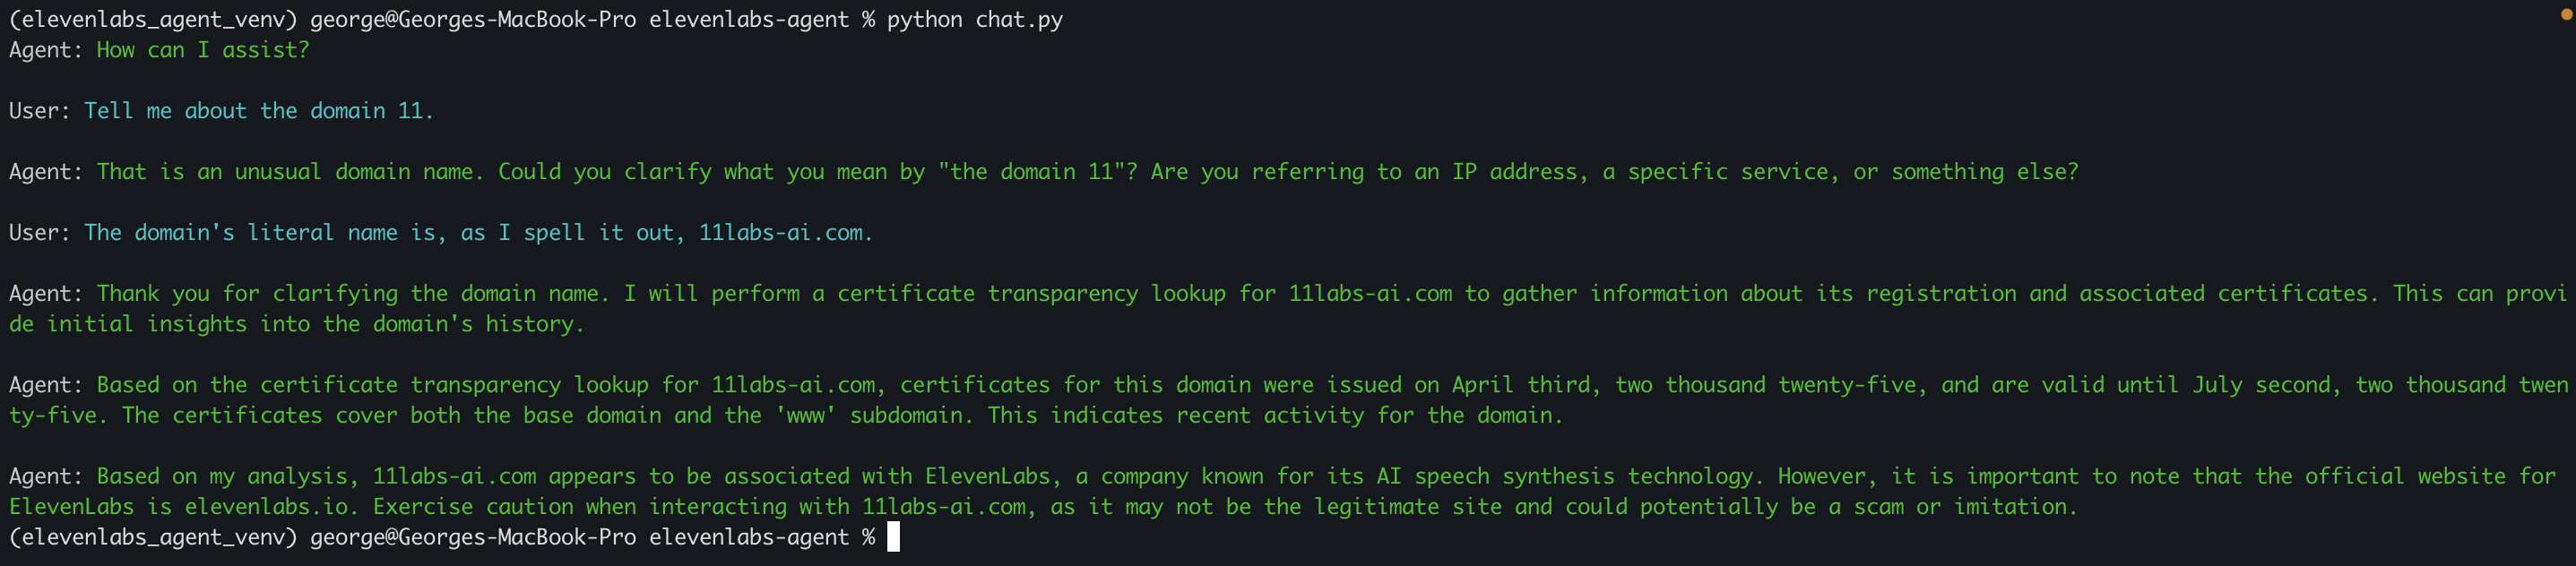 (elevenlabs_agent_venv) george@Georges-MacBook-Pro elevenlabs-agent % python chat.py
Agent: How can I assist?
User: Tell me about the domain 11.
Agent: That is an unusual domain name. Could you clarify what you mean by "the domain 11"? Are you referring to an IP address, a specific service, or something else?
User: The domain's literal name is, as I spell it out, 11labs-ai.com.
Agent: Thank you for clarifying the domain name. I will perform a certificate transparency lookup for 11labs-ai.com to gather information about its registration and associated certificates. This can provi
de initial insights into the domain's history.
Agent: Based on the certificate transparency lookup for 11labs-ai.com, certificates for this domain were issued on April third, two thousand twenty-five, and are valid until July second, two thousand twen
ty-five. The certificates cover both the base domain and the 'www' subdomain. This indicates recent activity for the domain.
Agent: Based on my analysis, 11labs-ai.com appears to be associated with ElevenLabs, a company known for its AI speech synthesis technology. However, it is important to note that the official website for
ElevenLabs is elevenlabs.io. Exercise caution when interacting with 11labs-ai.com, as it may not be the legitimate site and could potentially be a scam or imitation.
(elevenlabs_agent_venv) george@Georges-MacBook-Pro elevenlabs-agent %